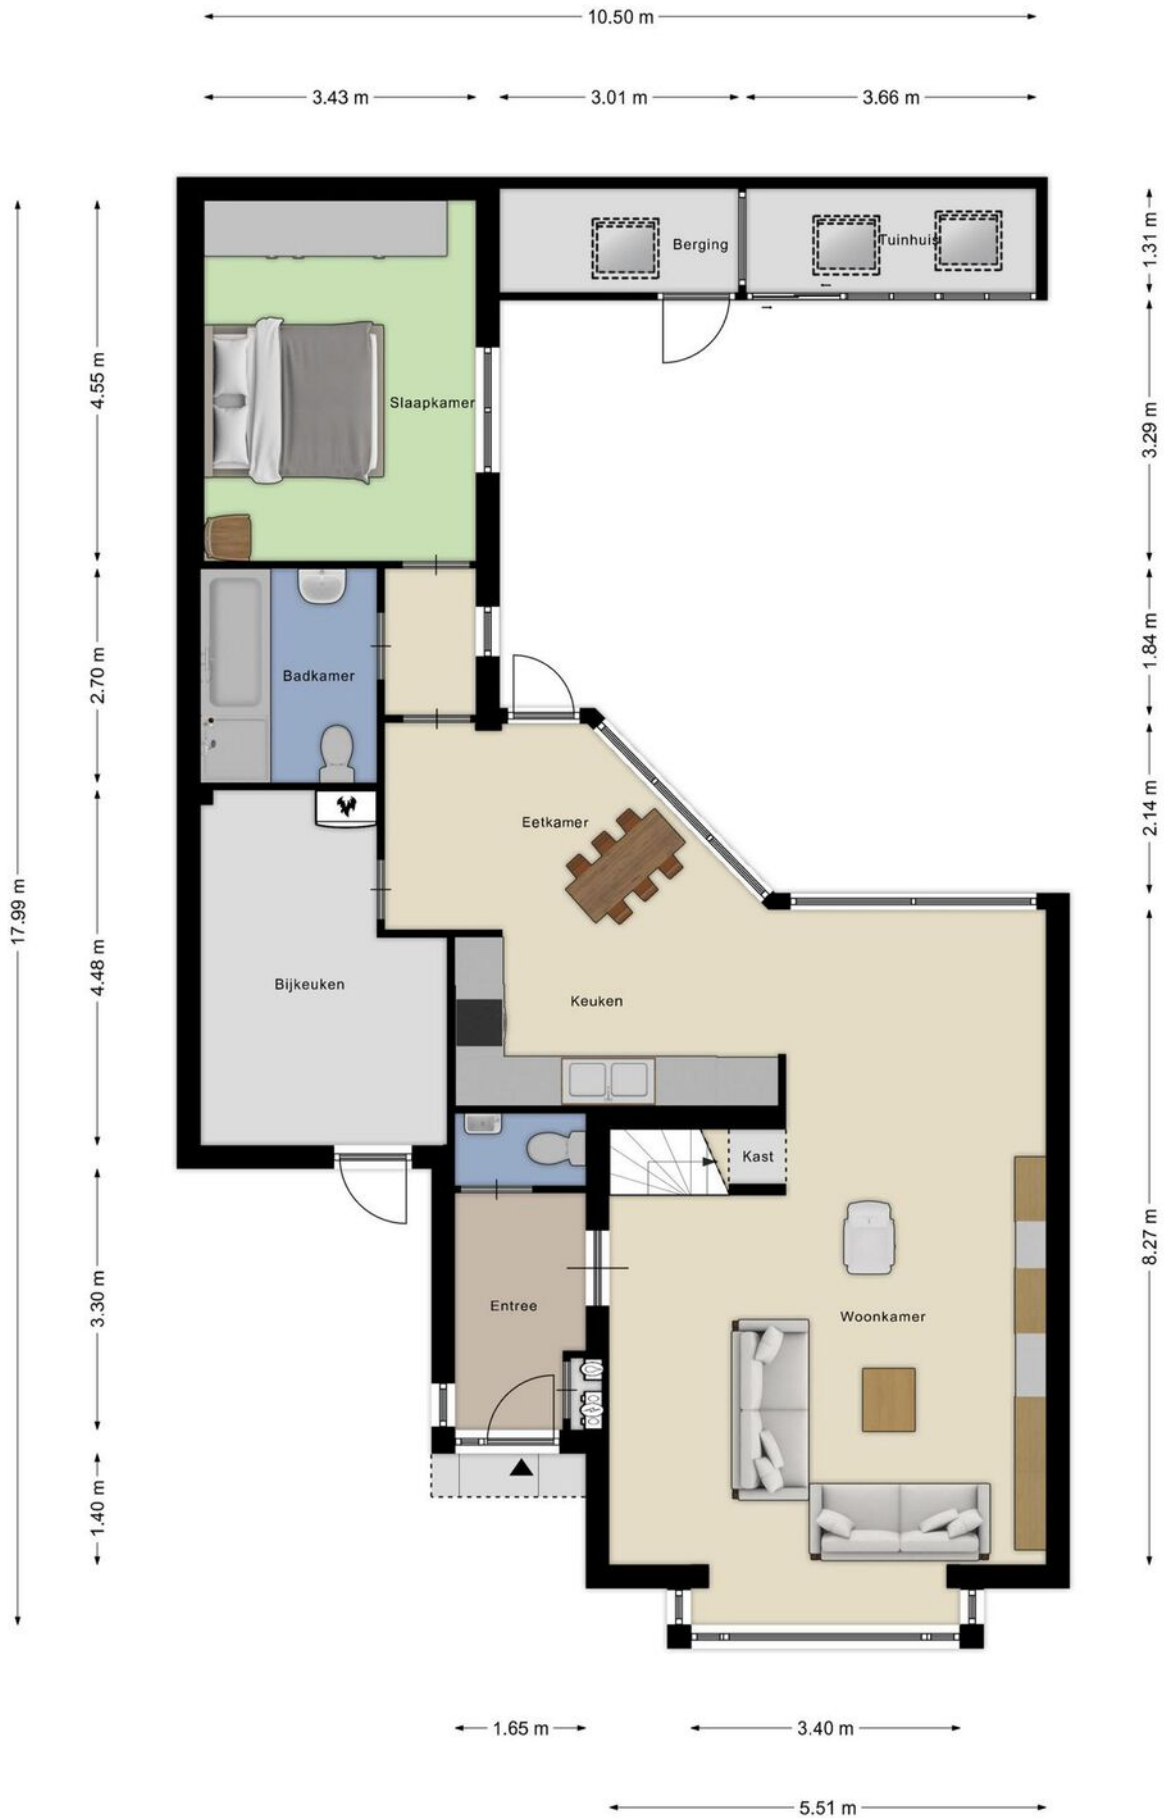 10.50 m
3.43 m
3.01 m
3.66 m
Berging
Tuinhuis
1.31 m
4.55 m
Slaapkamer
3.29 m
2.70 m
Badkamer
1.84 m
Eetkamer
2.14 m
17.99 m
4.48 m
Bijkeuken
Keuken
Kast
8.27 m
3.30 m
Entree
Woonkamer
1.40 m
1.65 m
3.40 m
5.51 m